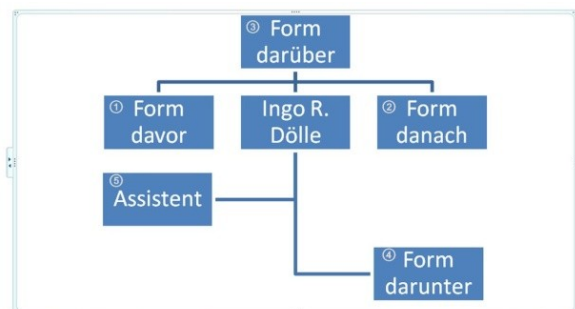 ③ Form
darüber
① Form
davor
Ingo R.
Dölle
② Form
danach
⑤
Assistent
④ Form
darunter